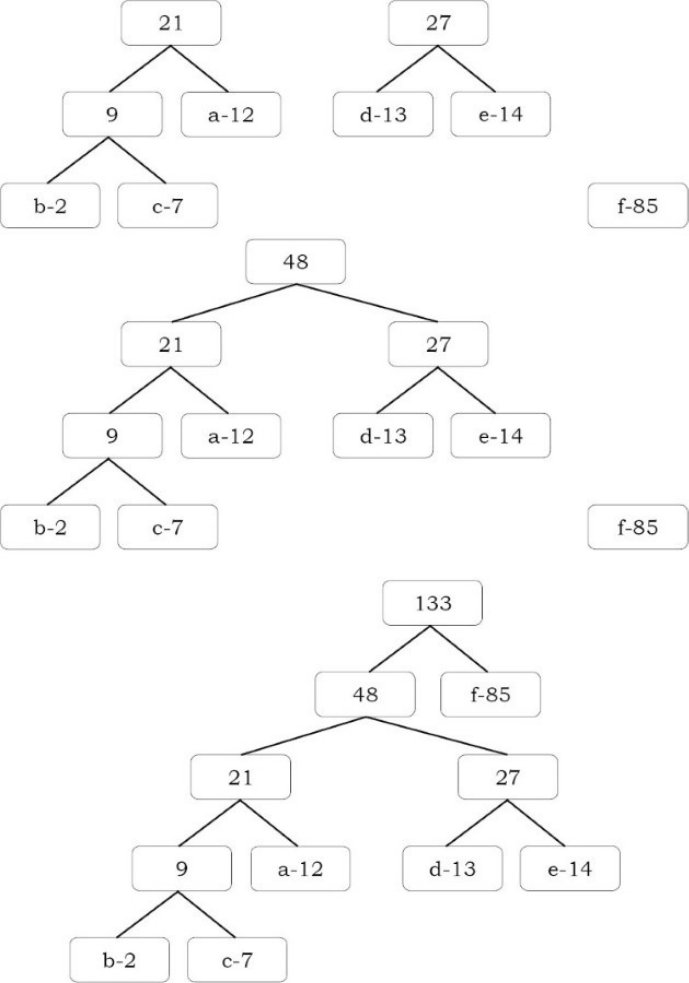 21 27
9 a-12 d-13 e-14
b-2 c-7 f-85
48
21 27
9 a-12 d-13 e-14
b-2 c-7 f-85
133
48 f-85
21 27
9 a-12 d-13 e-14
b-2 c-7